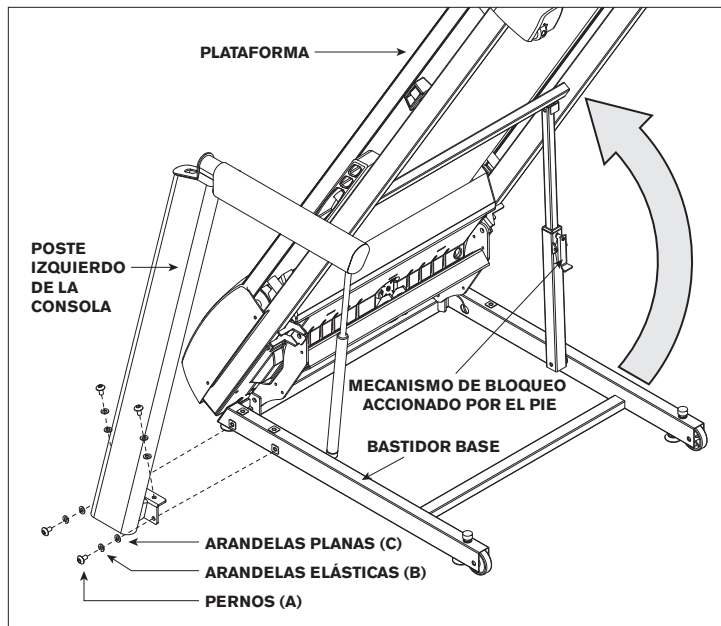 PLATAFORMA
POSTE
IZQUIERDO
DE LA
CONSOLA
MECANISMO DE BLOQUEO
ACCIONADO POR EL PIE
BASTIDOR BASE
ARANDELAS PLANAS (C)
ARANDELAS ELÁSTICAS (B)
PERNOS (A)